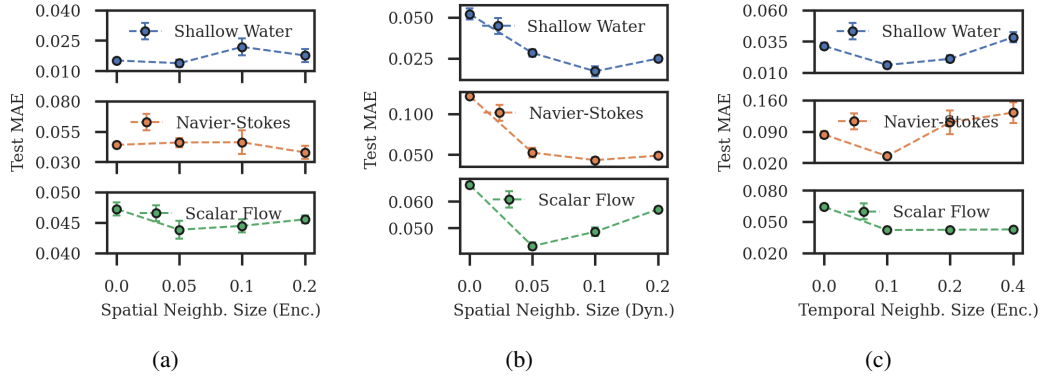 Test MAE
0.040
0.025
0.010
Shallow Water
0.080
0.055
0.030
Navier-Stokes
0.050
0.045
0.040
Scalar Flow
0.0 0.05 0.1 0.2
Spatial Neighb. Size (Enc.)
(a)
Test MAE
0.050
0.025
Shallow Water
0.100
0.050
Navier-Stokes
0.060
0.050
Scalar Flow
0.0 0.05 0.1 0.2
Spatial Neighb. Size (Dyn.)
(b)
Test MAE
0.060
0.035
0.010
Shallow Water
0.160
0.090
0.020
Navier-Stokes
0.080
0.050
0.020
Scalar Flow
0.0 0.1 0.2 0.4
Temporal Neighb. Size (Enc.)
(c)